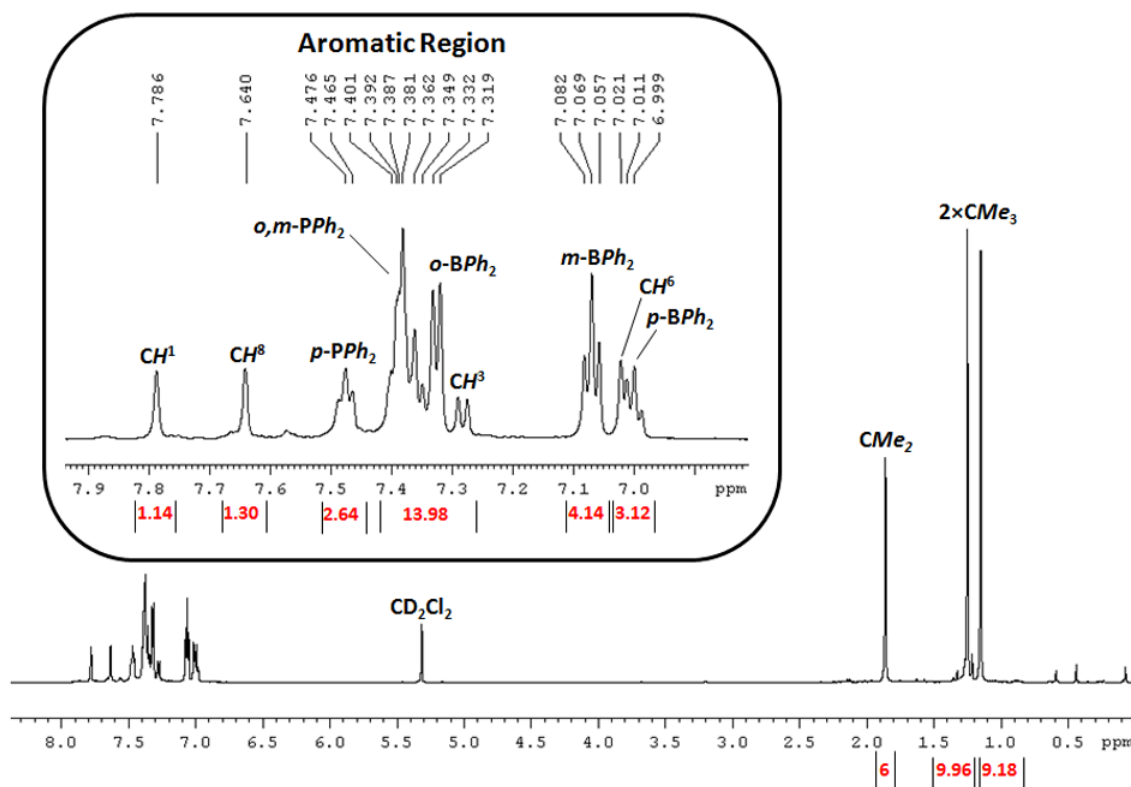 Aromatic Region
7.786
7.640
7.476
7.465
7.401
7.392
7.387
7.381
7.362
7.349
7.332
7.319
7.082
7.069
7.057
7.021
7.011
6.999
o,m-PPh₂
o-BPh₂
m-BPh₂
CH⁶
p-BPh₂
CH¹
CH⁸
p-PPh₂
CH³
7.9 7.8 7.7 7.6 7.5 7.4 7.3 7.2 7.1 7.0 ppm
1.14 1.30 2.64 13.98 4.14 3.12
2×CMe₃
CMe₂
CD₂Cl₂
8.0 7.5 7.0 6.5 6.0 5.5 5.0 4.5 4.0 3.5 3.0 2.5 2.0 1.5 1.0 0.5 ppm
6 9.96 9.18